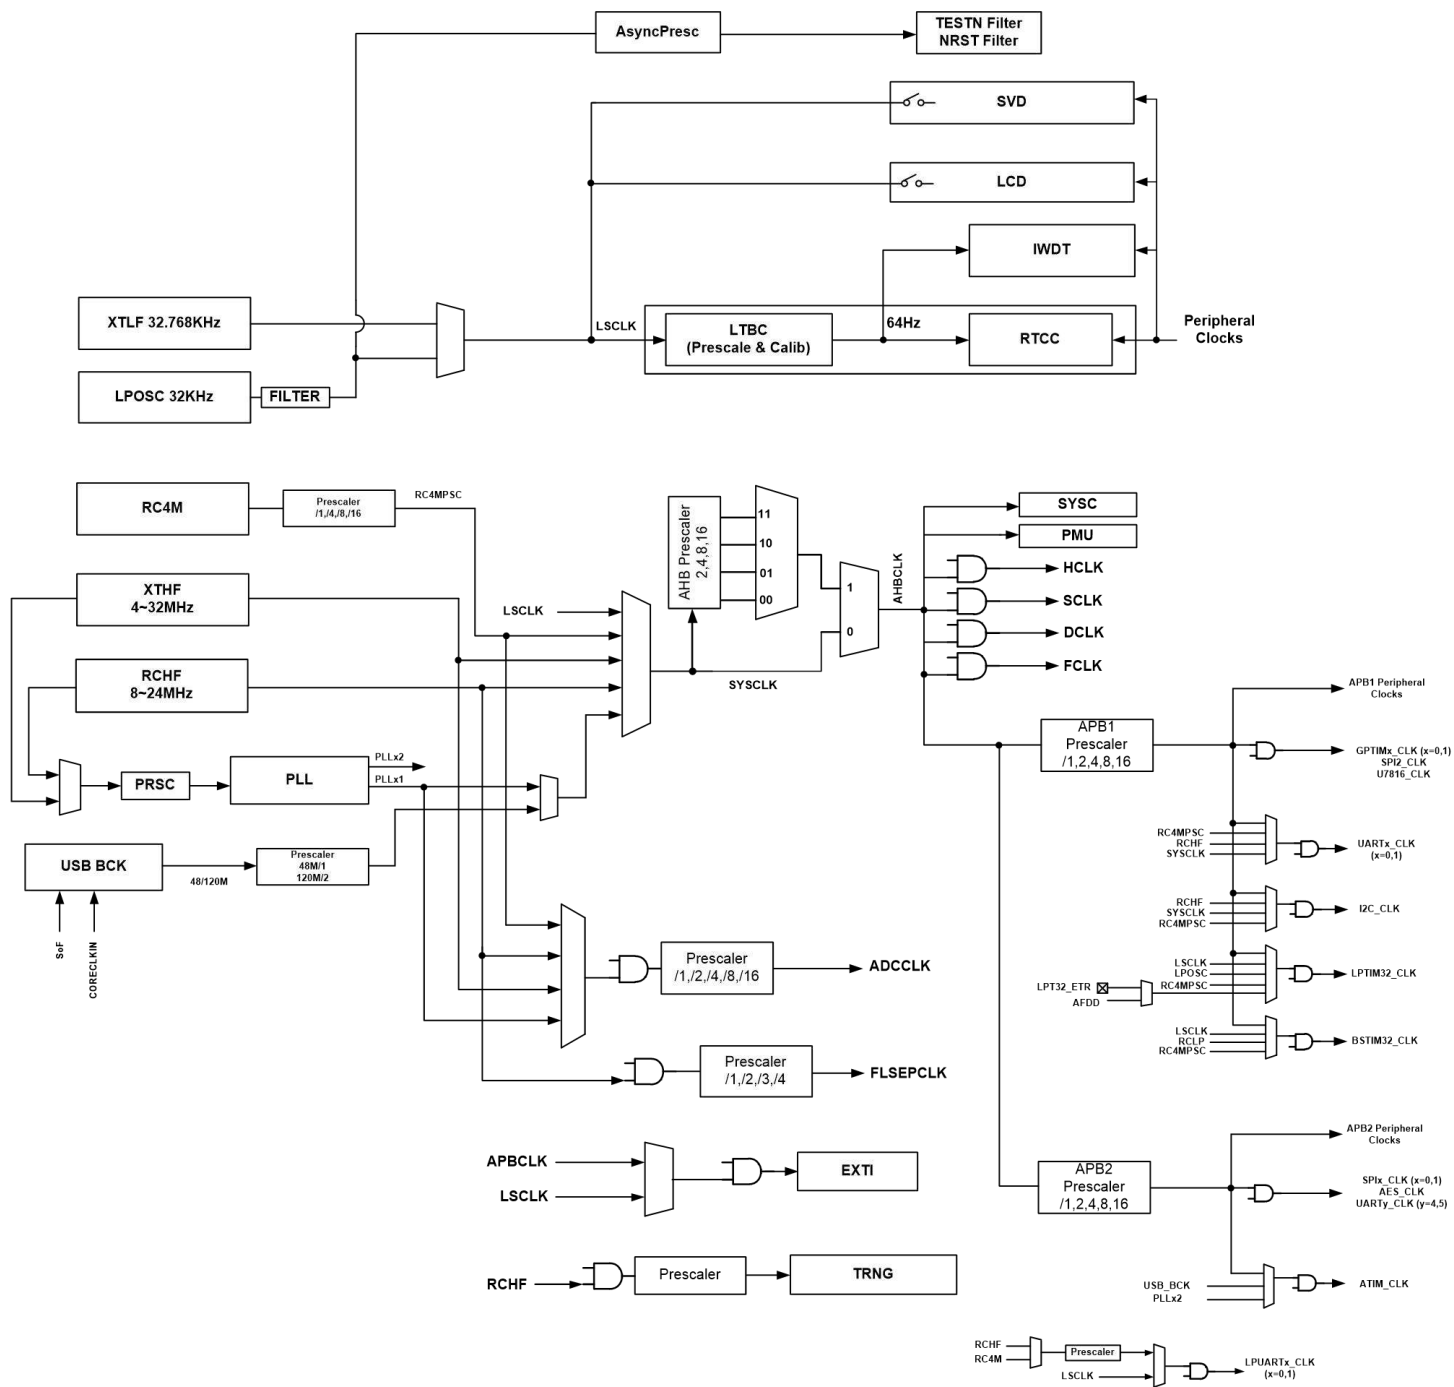 AsyncPresc
TESTN Filter
NRST Filter
SVD
LCD
IWDT
XTLF 32.768KHz
LSCLK
LTBC
(Prescale & Calib)
64Hz
RTCC
Peripheral
Clocks
LPOSC 32KHz
FILTER
RC4M
Prescaler
/1,/4,/8,/16
RC4MPSC
AHB Prescaler
2,4,8,16
11
10
01
00
SYSC
PMU
XTHF
4~32MHz
LSCLK
1
0
AHBCLK
HCLK
SCLK
DCLK
FCLK
RCHF
8~24MHz
SYSCLK
APB1 Peripheral
Clocks
APB1
Prescaler
/1,2,4,8,16
GPTIMx_CLK (x=0,1)
SPI2_CLK
U7816_CLK
PRSC
PLL
PLLx2
PLLx1
USB BCK
48/120M
Prescaler
48M/1
120M/2
SoF
CORECLKIN
RC4MPSC
RCHF
SYSCLK
UARTx_CLK
(x=0,1)
RCHF
SYSCLK
RC4MPSC
I2C_CLK
Prescaler
/1,/2,/4,/8,/16
ADCCLK
LSCLK
LPOSC
RC4MPSC
LPT32_ETR
AFDD
LPTIM32_CLK
LSCLK
RCLP
RC4MPSC
BSTIM32_CLK
Prescaler
/1,/2,/3,/4
FLSEPCLK
APBCLK
LSCLK
EXTI
APB2 Peripheral
Clocks
APB2
Prescaler
/1,2,4,8,16
SPIx_CLK (x=0,1)
AES_CLK
UARTy_CLK (y=4,5)
RCHF
Prescaler
TRNG
USB_BCK
PLLx2
ATIM_CLK
RCHF
RC4M
Prescaler
LSCLK
LPUARTx_CLK
(x=0,1)